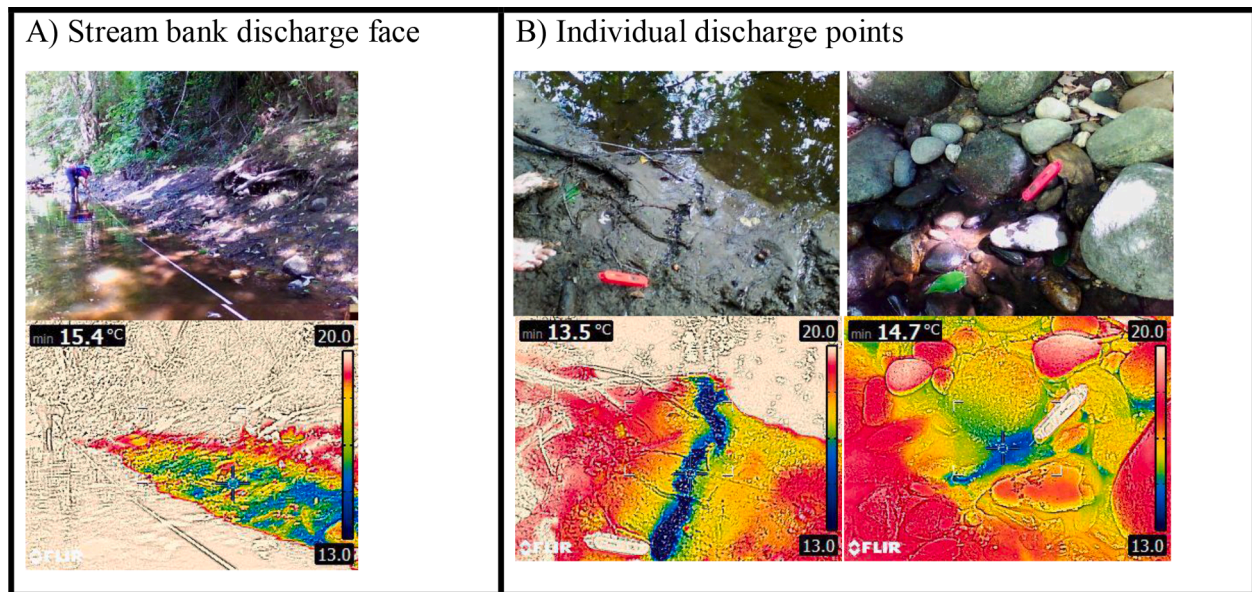 A) Stream bank discharge face
B) Individual discharge points
min 15.4 °C
20.0
13.0
FLIR
min 13.5 °C
20.0
13.0
FLIR
min 14.7 °C
20.0
13.0
FLIR